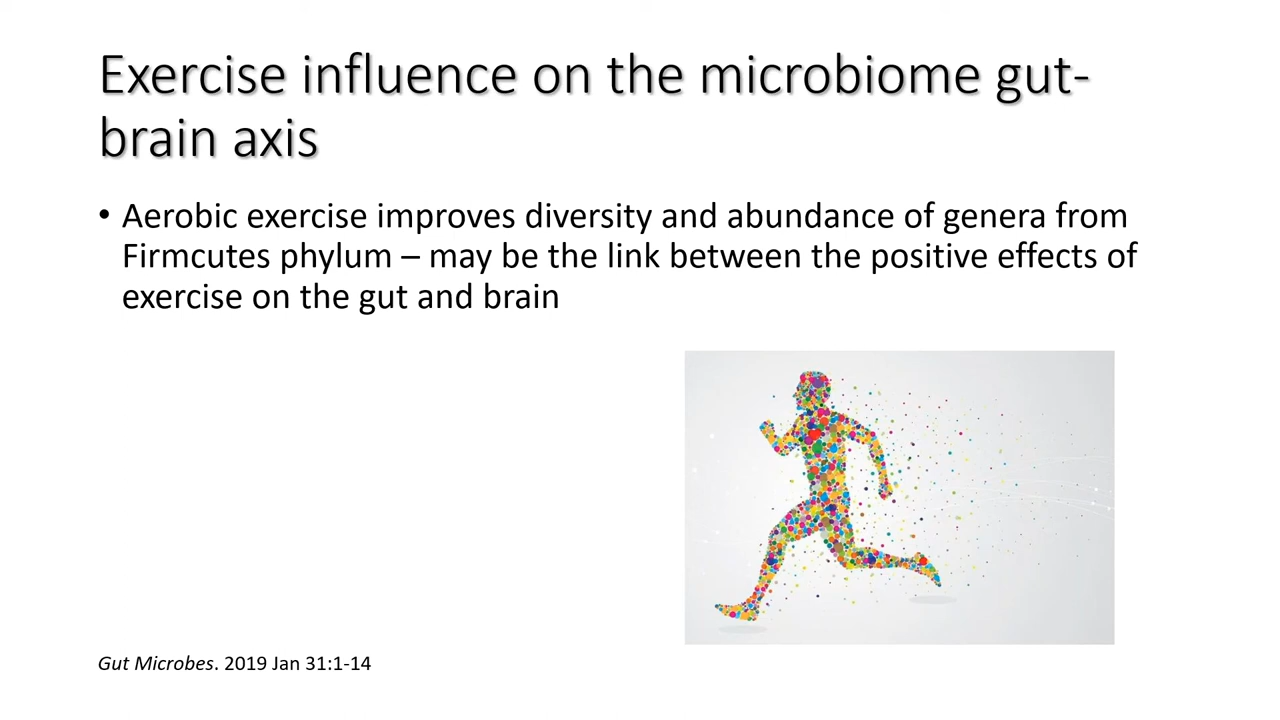 Exercise influence on the microbiome gut-
brain axis
• Aerobic exercise improves diversity and abundance of genera from
Firmcutes phylum – may be the link between the positive effects of
exercise on the gut and brain
Gut Microbes. 2019 Jan 31:1-14